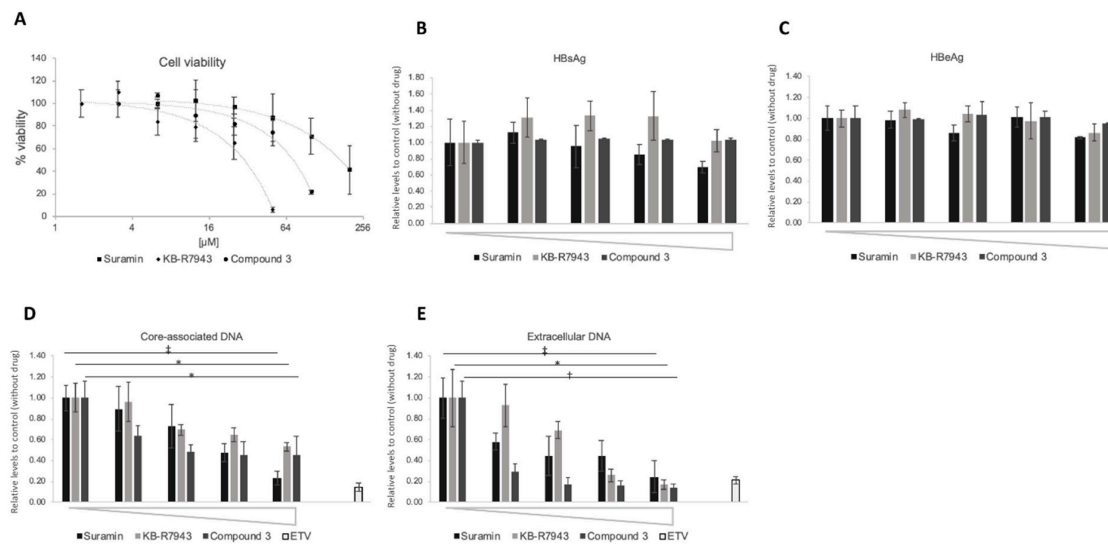 A
Cell viability
140
120
100
80
60
40
20
0
% viability
1
4
16
64
256
[µM]
■ Suramin ♦ KB-R7943 ● Compound 3
B
HBsAg
Relative levels to control (without drug)
2.00
1.80
1.60
1.40
1.20
1.00
0.80
0.60
0.40
0.20
0.00
■ Suramin ■ KB-R7943 ■ Compound 3
C
HBeAg
Relative levels to control (without drug)
1.40
1.20
1.00
0.80
0.60
0.40
0.20
0.00
■ Suramin ■ KB-R7943 ■ Compound 3
D
Core-associated DNA
Relative levels to control (without drug)
1.40
1.20
1.00
0.80
0.60
0.40
0.20
0.00
‡
*
*
■ Suramin ■ KB-R7943 ■ Compound 3 □ ETV
E
Extracellular DNA
Relative levels to control (without drug)
1.40
1.20
1.00
0.80
0.60
0.40
0.20
0.00
‡
*
†
■ Suramin ■ KB-R7943 ■ Compound 3 □ ETV